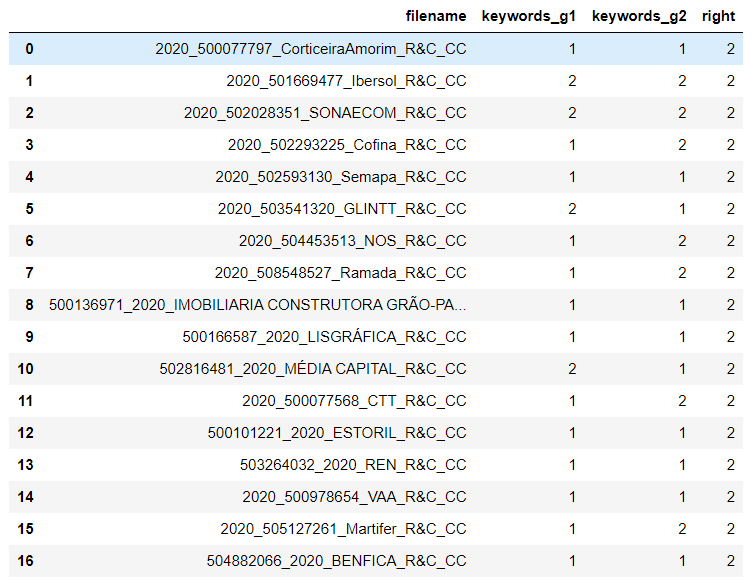 filename keywords_g1 keywords_g2 right
0 2020_500077797_CorticeiraAmorim_R&C_CC 1 1 2
1 2020_501669477_Ibersol_R&C_CC 2 2 2
2 2020_502028351_SONAECOM_R&C_CC 2 2 2
3 2020_502293225_Cofina_R&C_CC 1 2 2
4 2020_502593130_Semapa_R&C_CC 1 1 2
5 2020_503541320_GLINTT_R&C_CC 2 1 2
6 2020_504453513_NOS_R&C_CC 1 2 2
7 2020_508548527_Ramada_R&C_CC 1 2 2
8 500136971_2020_IMOBILIARIA CONSTRUTORA GRÃO-PA... 1 1 2
9 500166587_2020_LISGRÁFICA_R&C_CC 1 1 2
10 502816481_2020_MÉDIA CAPITAL_R&C_CC 2 1 2
11 2020_500077568_CTT_R&C_CC 1 2 2
12 500101221_2020_ESTORIL_R&C_CC 1 1 2
13 503264032_2020_REN_R&C_CC 1 1 2
14 2020_500978654_VAA_R&C_CC 1 1 2
15 2020_505127261_Martifer_R&C_CC 1 2 2
16 504882066_2020_BENFICA_R&C_CC 1 1 2